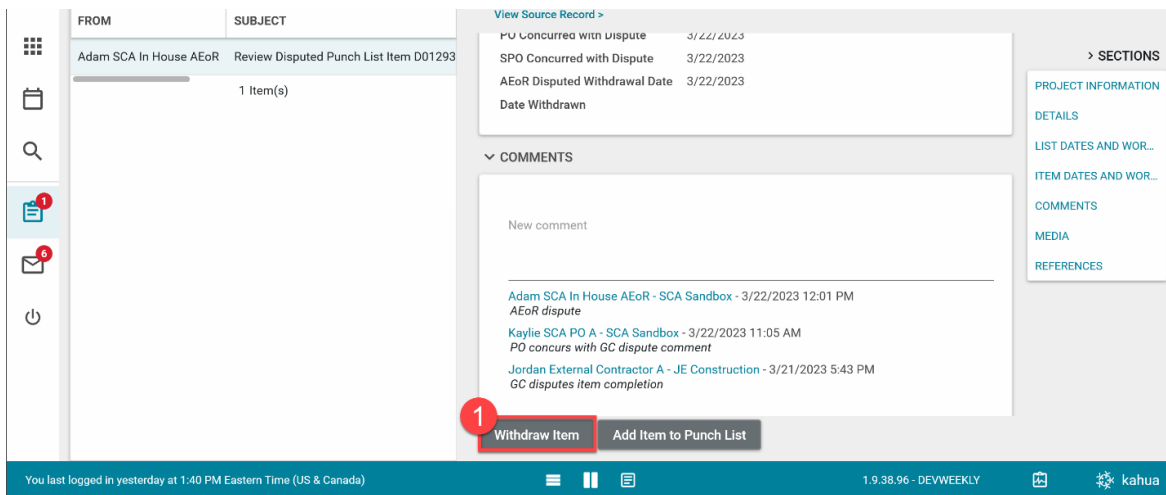 FROM
SUBJECT
Adam SCA In House AEoR
Review Disputed Punch List Item D01293
1 Item(s)
1
6
View Source Record >
PO Concurred with Dispute 3/22/2023
SPO Concurred with Dispute 3/22/2023
AEoR Disputed Withdrawal Date 3/22/2023
Date Withdrawn
COMMENTS
New comment
Adam SCA In House AEoR - SCA Sandbox - 3/22/2023 12:01 PM
AEoR dispute
Kaylie SCA PO A - SCA Sandbox - 3/22/2023 11:05 AM
PO concurs with GC dispute comment
Jordan External Contractor A - JE Construction - 3/21/2023 5:43 PM
GC disputes item completion
1
Withdraw Item
Add Item to Punch List
> SECTIONS
PROJECT INFORMATION
DETAILS
LIST DATES AND WOR...
ITEM DATES AND WOR...
COMMENTS
MEDIA
REFERENCES
You last logged in yesterday at 1:40 PM Eastern Time (US & Canada)
1.9.38.96 - DEVWEEKLY
kahua